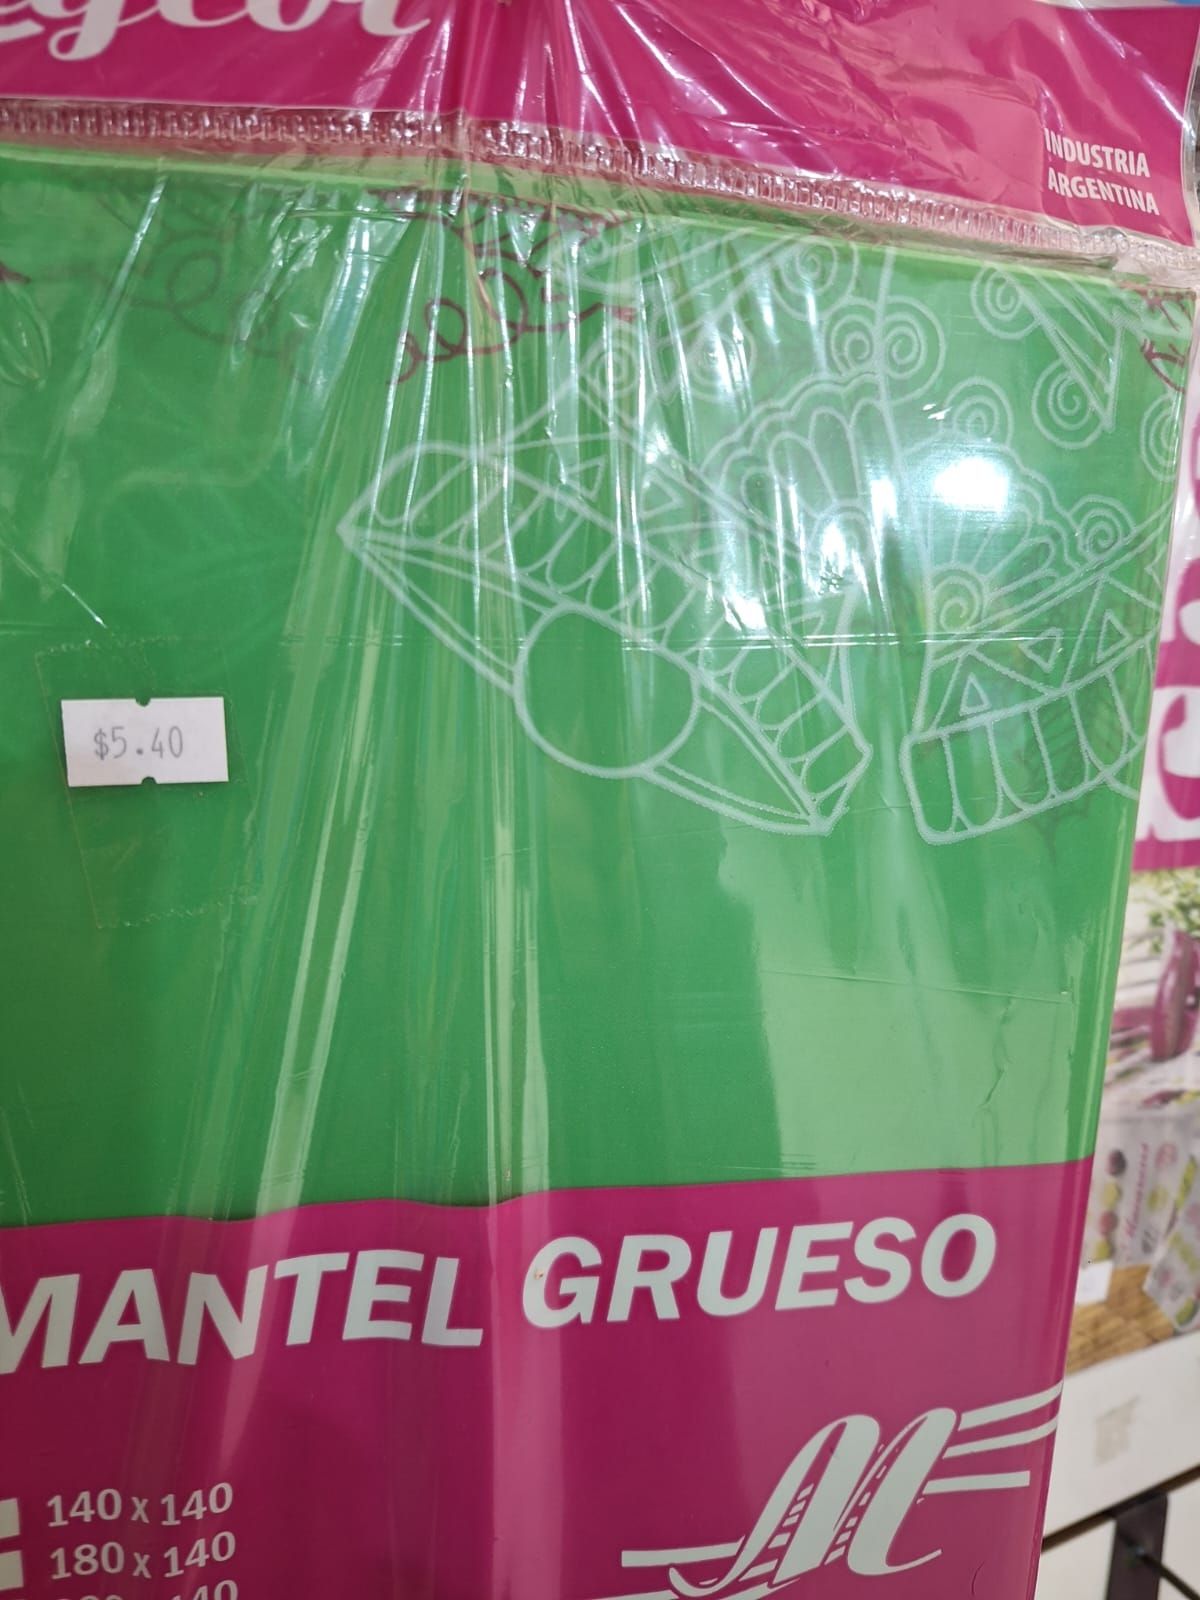 INDUSTRIA
ARGENTINA
$5.40
MANTEL GRUESO
M
140 x 140
180 x 140